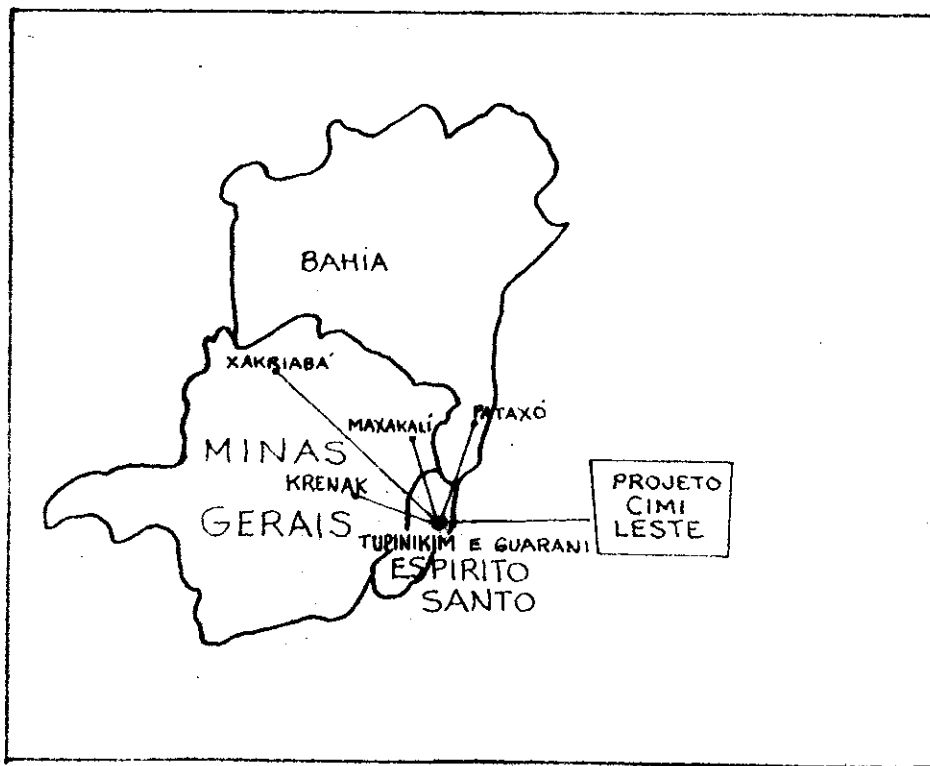 BAHIA
XAKRIABÁ
MAXAKALÍ
PATAXÓ
MINAS
KRENAK
GERAIS
PROJETO
CIMI
LESTE
TUPINIKIM E GUARANI
ESPIRITO
SANTO